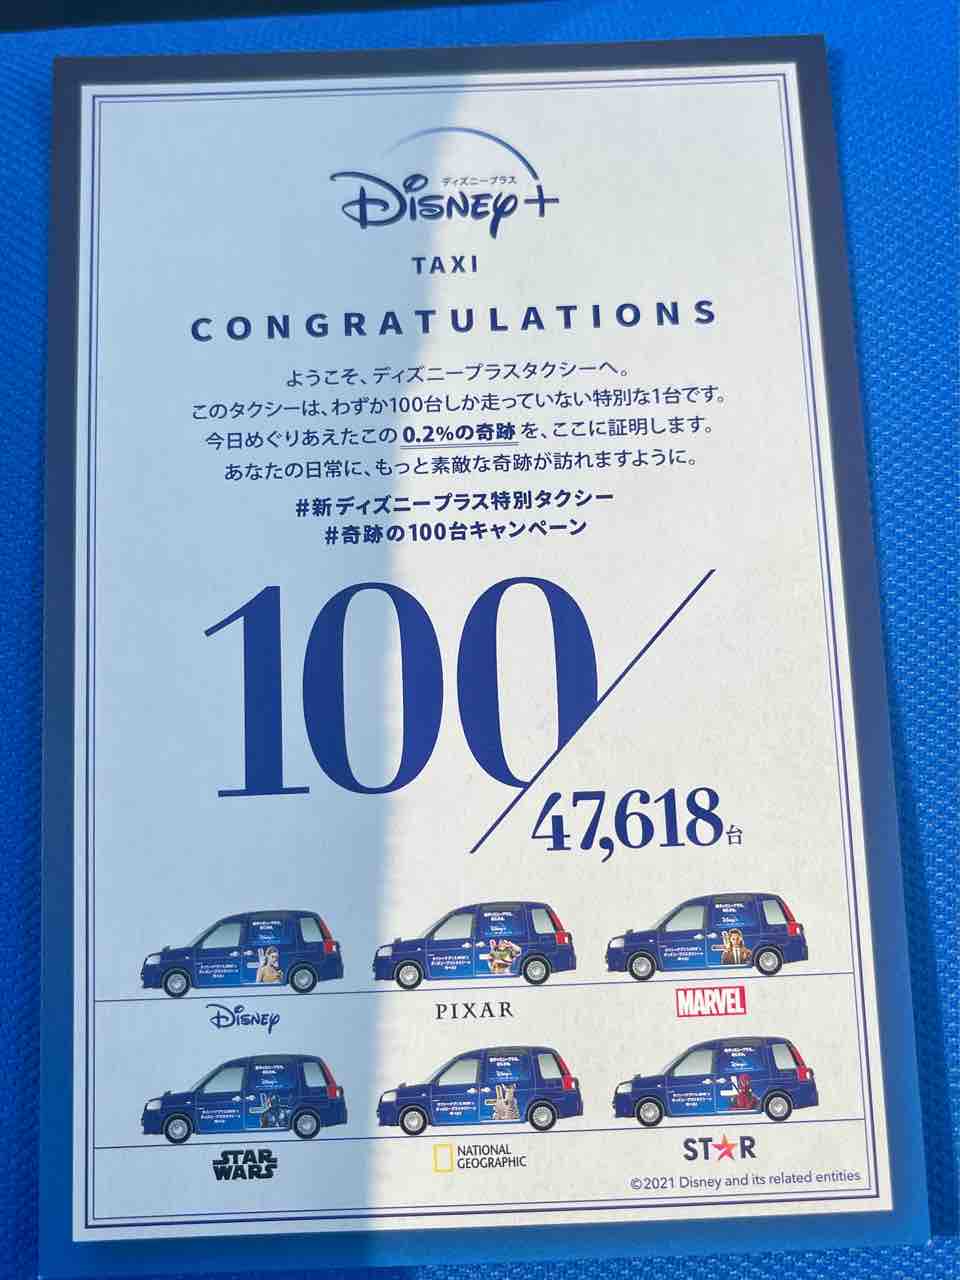 ディズニープラス
Disney+
TAXI
CONGRATULATIONS
ようこそ、ディズニープラスタクシーへ。
このタクシーは、わずか100台しか走っていない特別な1台です。
今日めぐりあえたこの 0.2%の奇跡 を、ここに証明します。
あなたの日常に、もっと素敵な奇跡が訪れますように。
#新ディズニープラス特別タクシー
#奇跡の100台キャンペーン
100/
47,618台
Disney
PIXAR
MARVEL
STAR
WARS
NATIONAL
GEOGRAPHIC
ST★R
©2021 Disney and its related entities